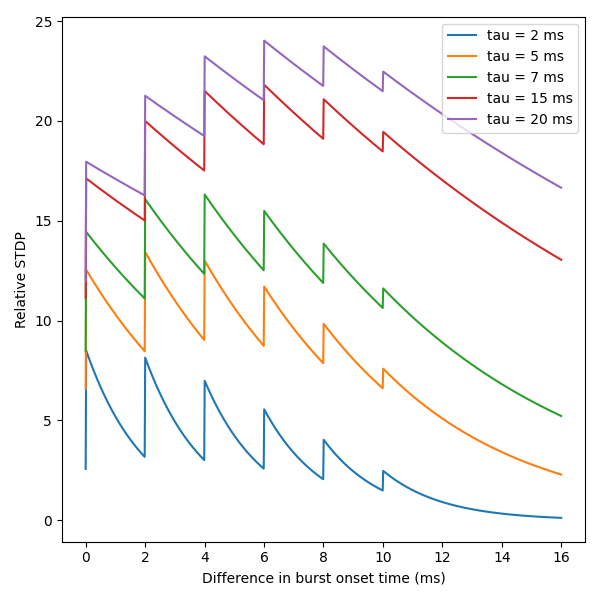 25
20
15
10
5
0
Relative STDP
tau = 2 ms
tau = 5 ms
tau = 7 ms
tau = 15 ms
tau = 20 ms
0 2 4 6 8 10 12 14 16
Difference in burst onset time (ms)